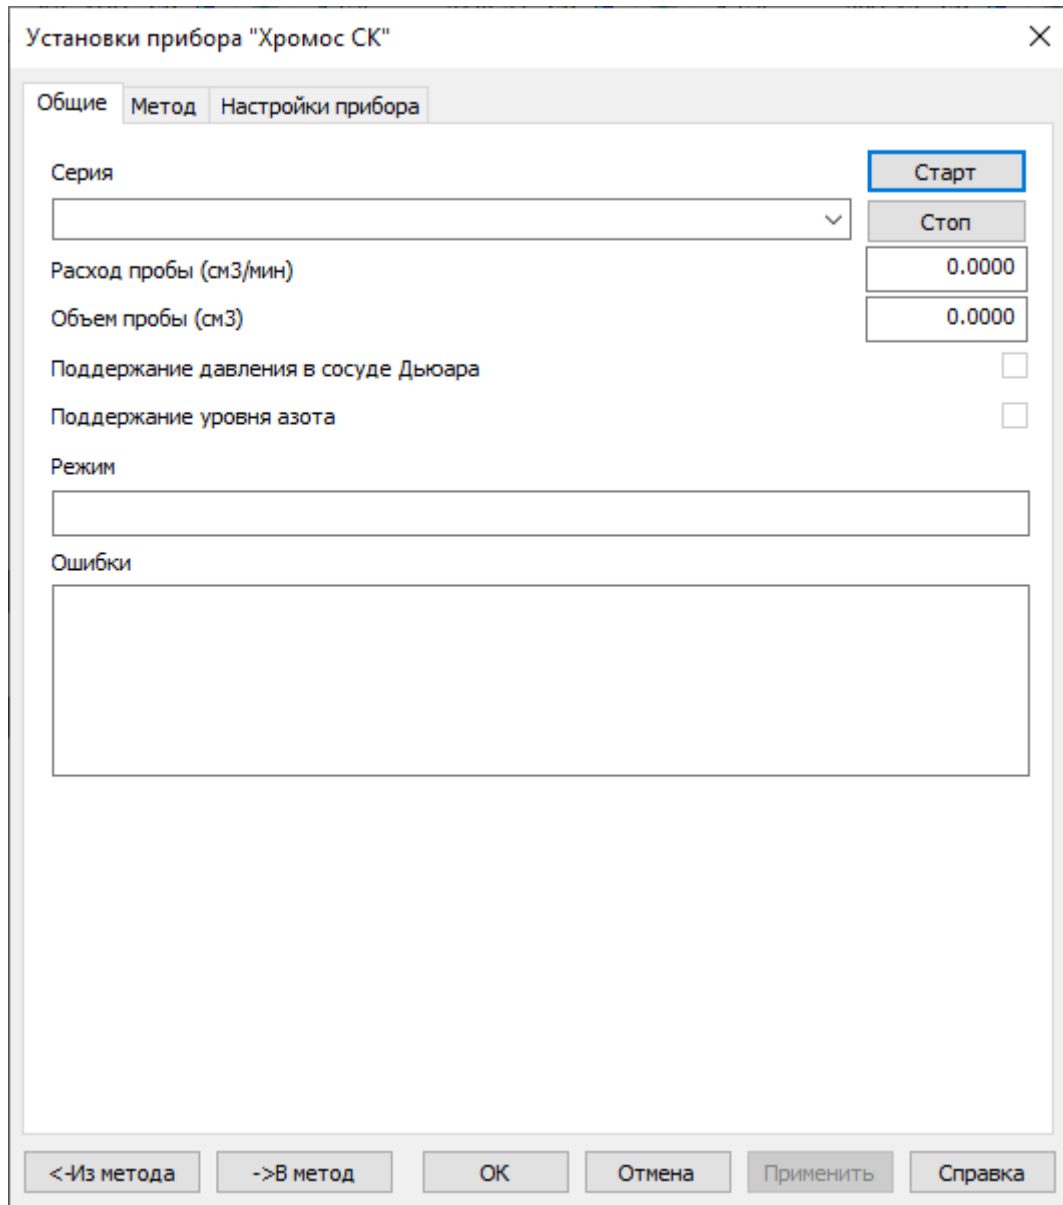 Установки прибора "Хромос СК"
Общие Метод Настройки прибора
Серия Старт
Стоп
Расход пробы (см3/мин) 0.0000
Объем пробы (см3) 0.0000
Поддержание давления в сосуде Дьюара
Поддержание уровня азота
Режим
Ошибки
<-Из метода ->В метод ОК Отмена Применить Справка